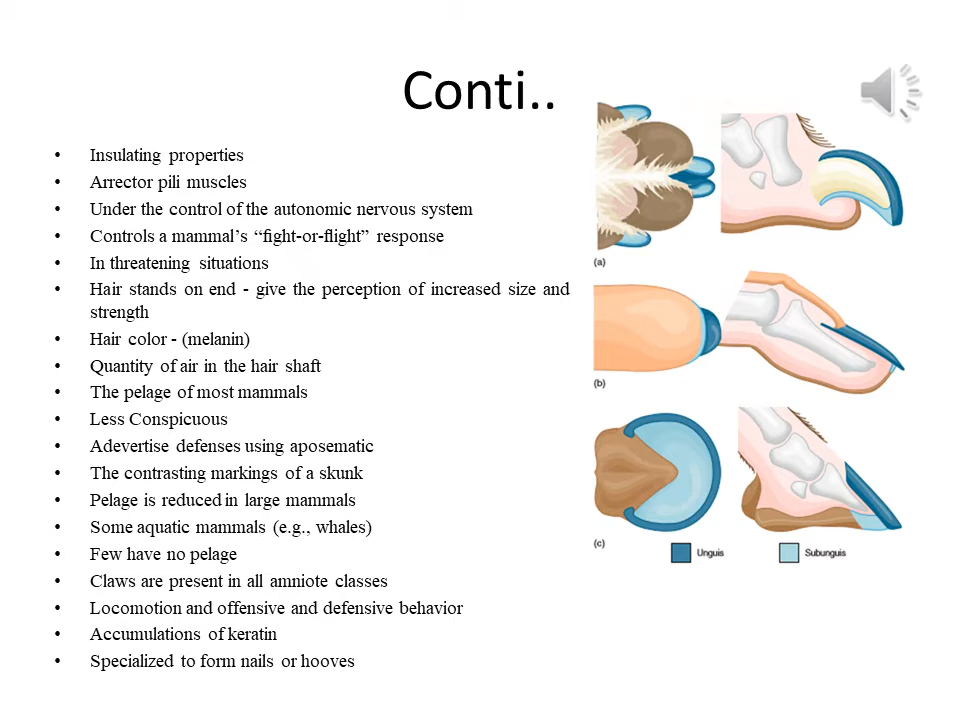 Conti..
• Insulating properties
• Arrector pili muscles
• Under the control of the autonomic nervous system
• Controls a mammal’s “fight-or-flight” response
• In threatening situations
• Hair stands on end - give the perception of increased size and
strength
• Hair color - (melanin)
• Quantity of air in the hair shaft
• The pelage of most mammals
• Less Conspicuous
• Adevertise defenses using aposematic
• The contrasting markings of a skunk
• Pelage is reduced in large mammals
• Some aquatic mammals (e.g., whales)
• Few have no pelage
• Claws are present in all amniote classes
• Locomotion and offensive and defensive behavior
• Accumulations of keratin
• Specialized to form nails or hooves
(a)
(b)
(c)
Unguis
Subunguis